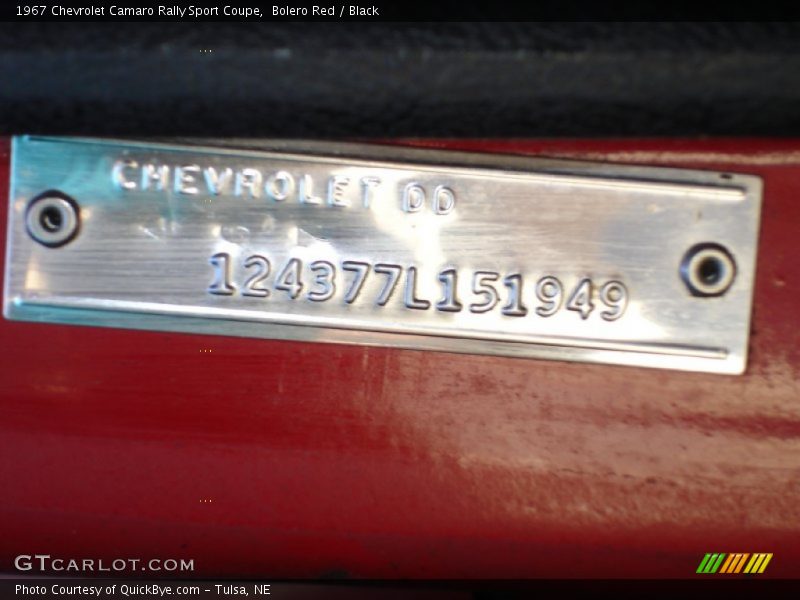 1967 Chevrolet Camaro Rally Sport Coupe, Bolero Red / Black
CHEVROLET DD
124377L151949
GTCARLOT.COM
Photo Courtesy of QuickBye.com - Tulsa, NE